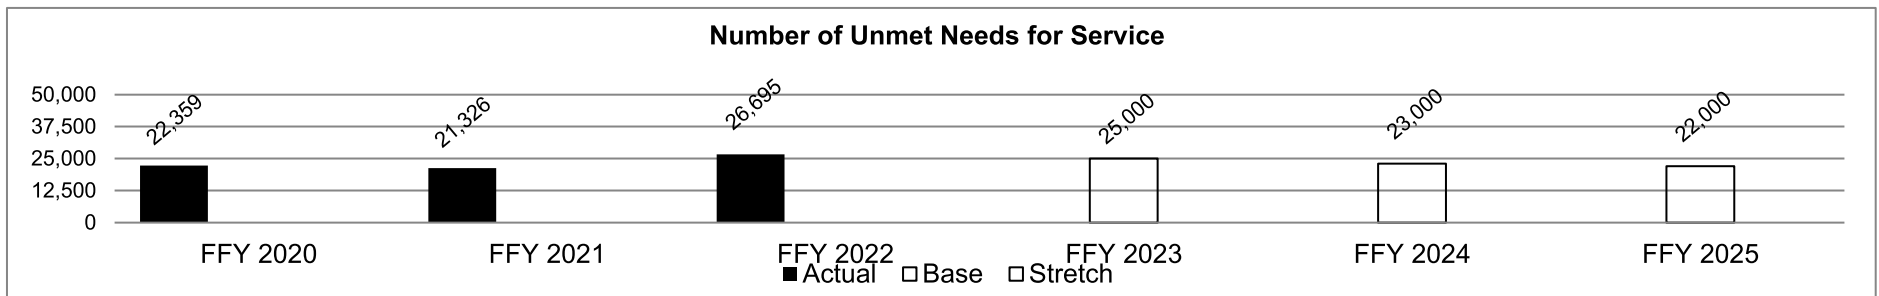 Number of Unmet Needs for Service
50,000
37,500
25,000
12,500
0
22,359
21,326
26,695
25,000
23,000
22,000
FFY 2020
FFY 2021
FFY 2022
FFY 2023
FFY 2024
FFY 2025
Actual Base Stretch